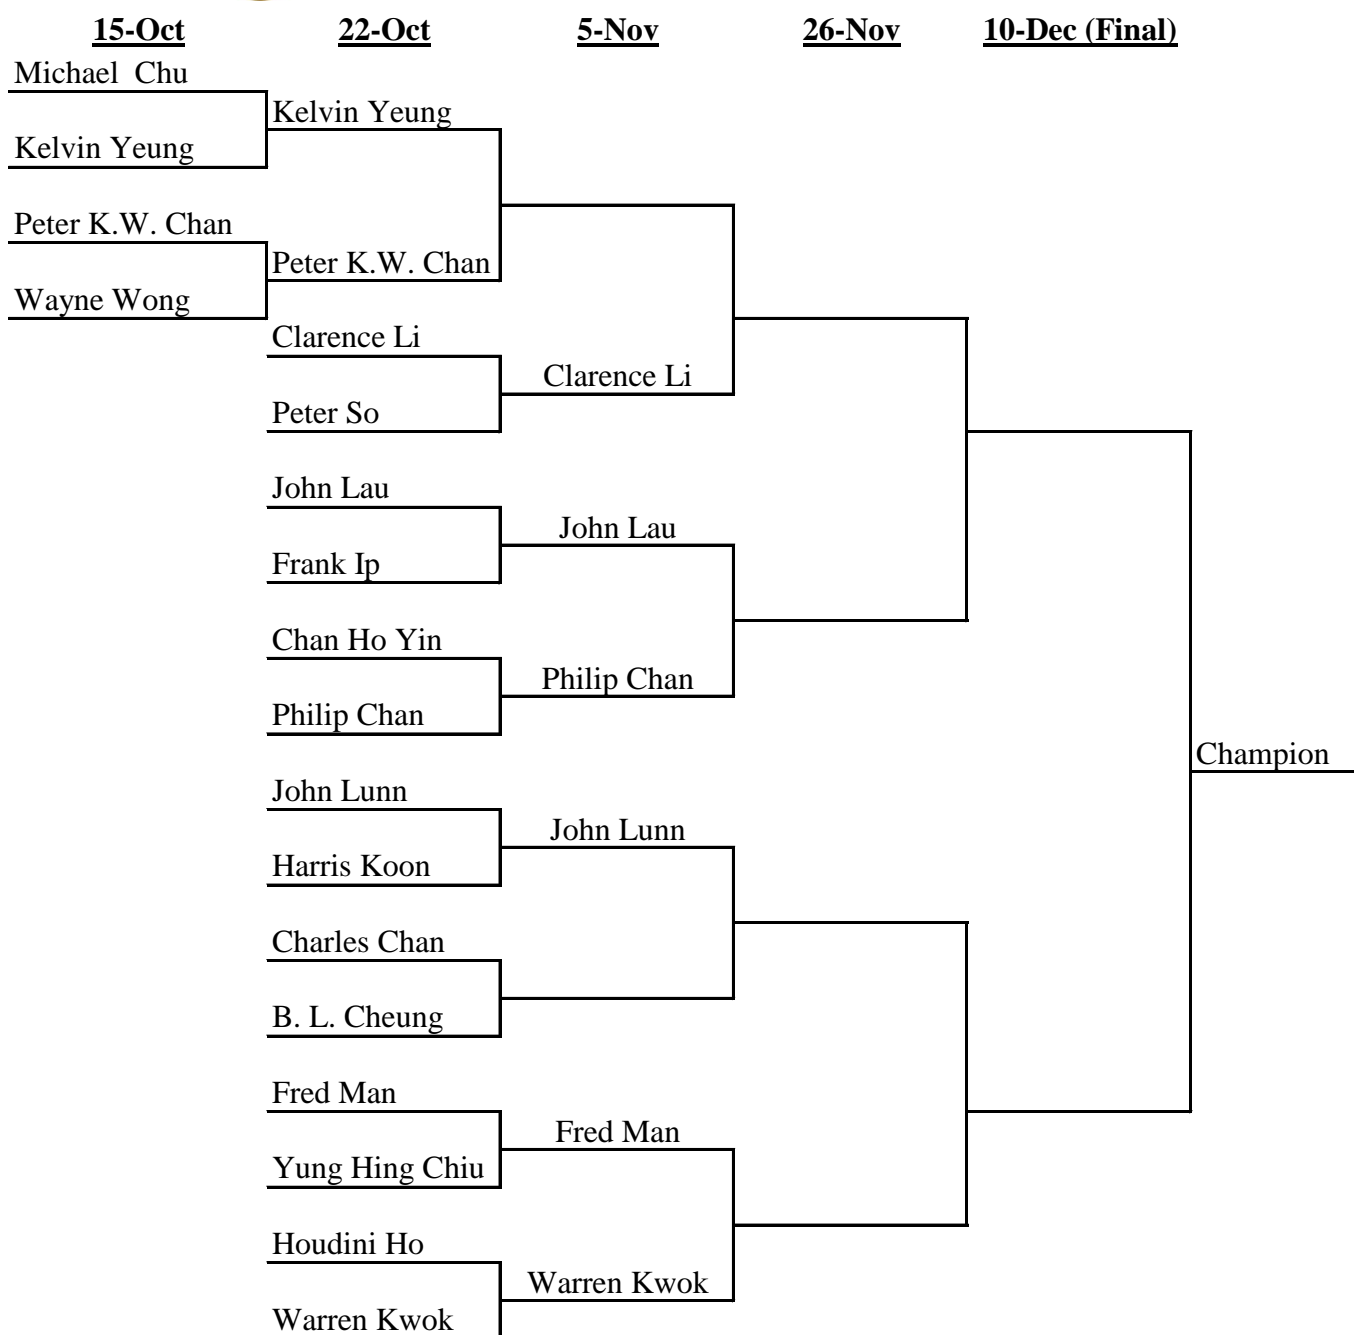 15-Oct 22-Oct 5-Nov 26-Nov 10-Dec (Final)
Michael Chu
Kelvin Yeung
Kelvin Yeung
Peter K.W. Chan
Peter K.W. Chan
Wayne Wong
Clarence Li
Clarence Li
Peter So
John Lau
John Lau
Frank Ip
Chan Ho Yin
Philip Chan
Philip Chan
Champion
John Lunn
John Lunn
Harris Koon
Charles Chan
B. L. Cheung
Fred Man
Fred Man
Yung Hing Chiu
Houdini Ho
Warren Kwok
Warren Kwok